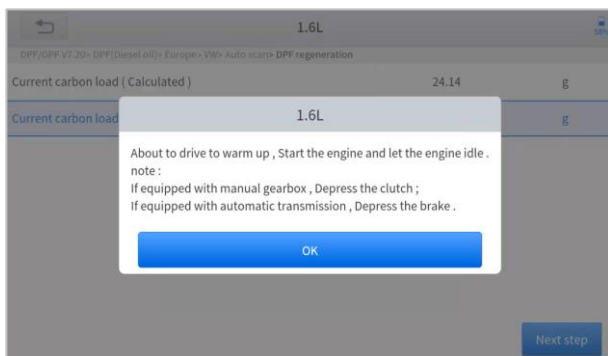 1.6L
DPF/GPF V7.20> DPF(Diesel oil)> Europe> VW> Auto scan> DPF regeneration
Current carbon load ( Calculated ) 24.14 g
Current carbon load g
1.6L
About to drive to warm up , Start the engine and let the engine idle .
note :
If equipped with manual gearbox , Depress the clutch ;
If equipped with automatic transmission , Depress the brake .
OK
Next step